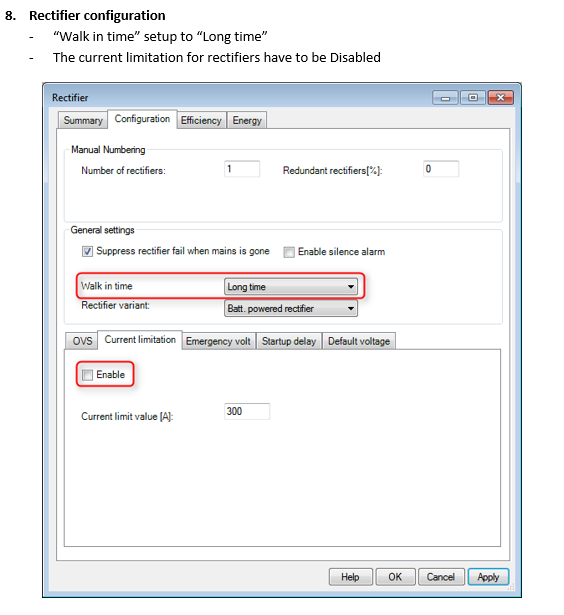 8. Rectifier configuration
- “Walk in time” setup to “Long time”
- The current limitation for rectifiers have to be Disabled
Rectifier
Summary Configuration Efficiency Energy
Manual Numbering
Number of rectifiers: 1 Redundant rectifiers[%]: 0
General settings
Suppress rectifier fail when mains is gone Enable silence alarm
Walk in time Long time
Rectifier variant: Batt. powered rectifier
OVS Current limitation Emergency volt Startup delay Default voltage
Enable
Current limit value [A]: 300
Help OK Cancel Apply